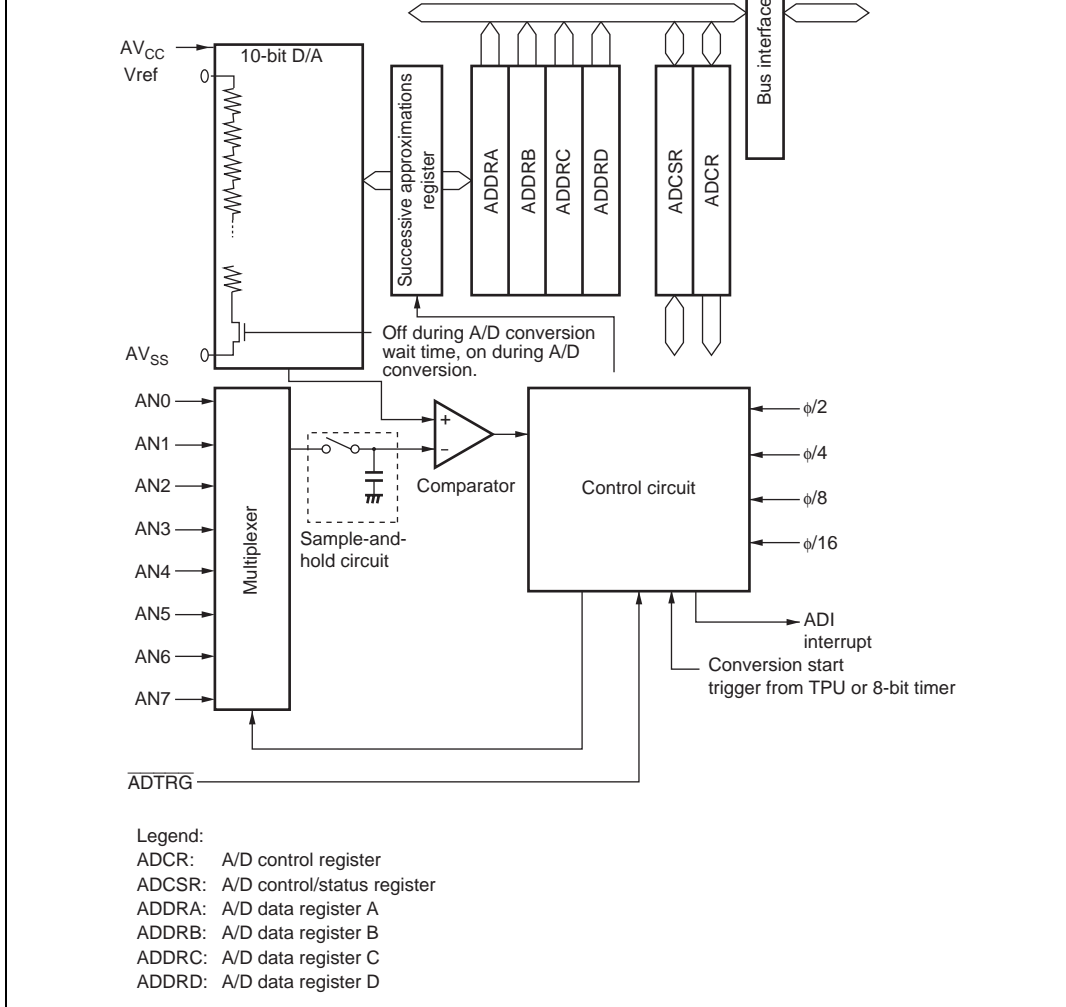 Bus interface
AVCC
Vref
10-bit D/A
Successive approximations
register
ADDRA
ADDRB
ADDRC
ADDRD
ADCSR
ADCR
AVSS
Off during A/D conversion
wait time, on during A/D
conversion.
AN0
AN1
AN2
AN3
AN4
AN5
AN6
AN7
Multiplexer
Sample-and-
hold circuit
+
−
Comparator
Control circuit
ϕ/2
ϕ/4
ϕ/8
ϕ/16
ADI
interrupt
Conversion start
trigger from TPU or 8-bit timer
ADTRG
Legend:
ADCR: A/D control register
ADCSR: A/D control/status register
ADDRA: A/D data register A
ADDRB: A/D data register B
ADDRC: A/D data register C
ADDRD: A/D data register D